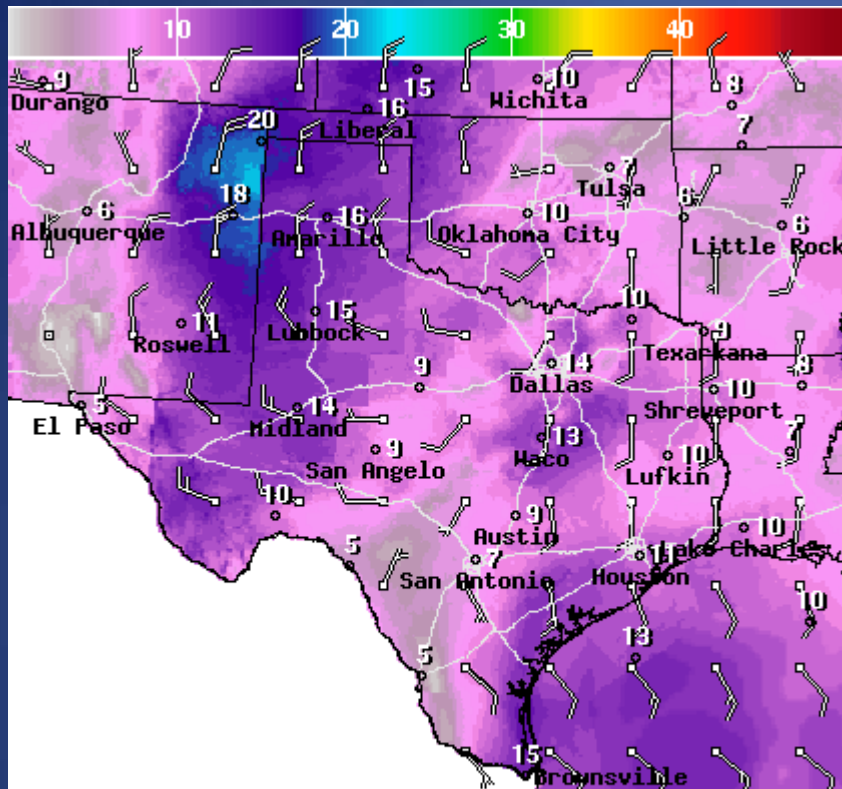 10 20 30 40
9 15 16 10 8
Durango Wichita
Liberal
20 7
7
Tulsa
6 18 16 10 6 6
Albuquerque Amarillo Oklahoma City Little Rock
11 15 10 9
Roswell Lubbock Texarkana
9 14 9
Dallas
5 14 10
El Paso Midland Shreveport
9 13 10 7
San Angelo Waco Lufkin
10 9 10
Austin
5 7 11 Lake Charles
San Antonio Houston
10
5 13
15
Brownsville